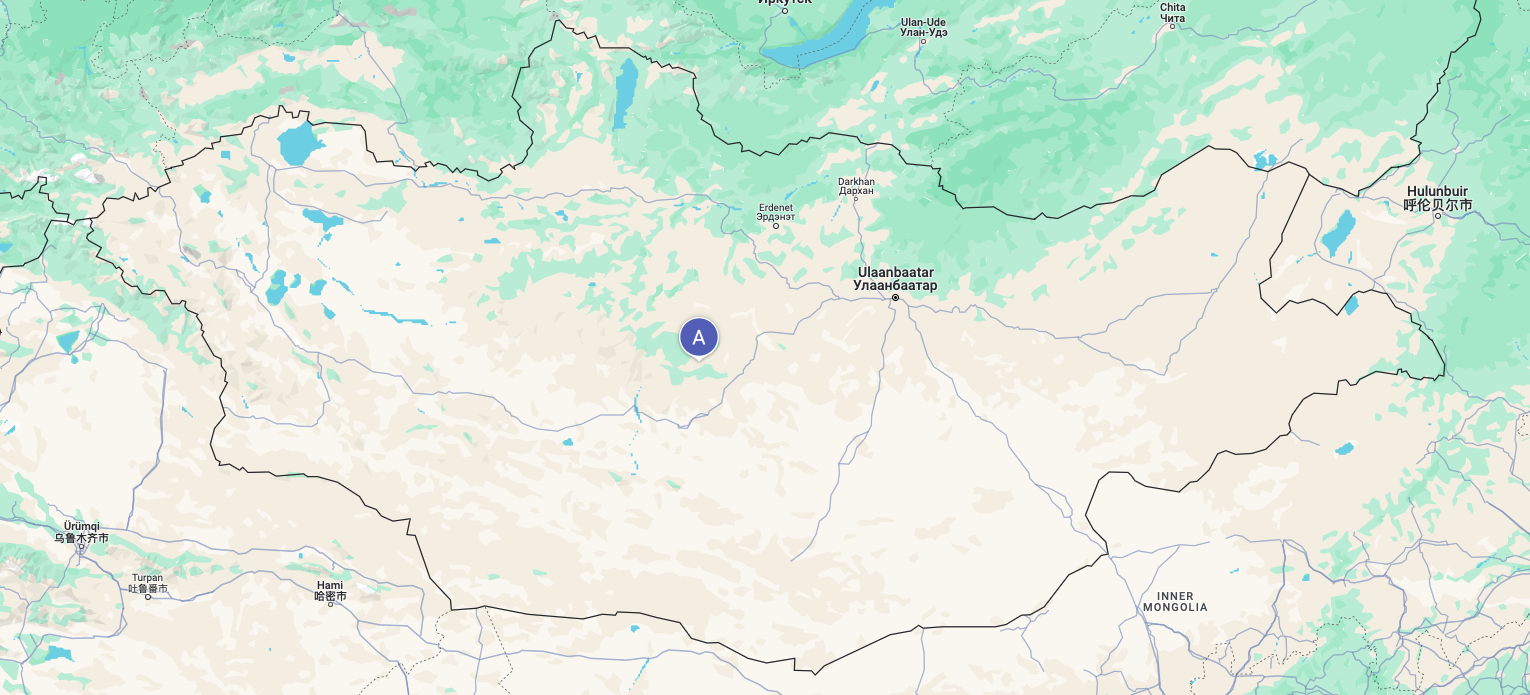 Иркутск
Ulan-Ude
Улан-Удэ
Chita
Чита
Darkhan
Дархан
Erdenet
Эрдэнэт
Hulunbuir
呼伦贝尔市
Ulaanbaatar
Улаанбаатар
A
Ürümqi
乌鲁木齐市
Turpan
吐鲁番市
Hami
哈密市
INNER
MONGOLIA